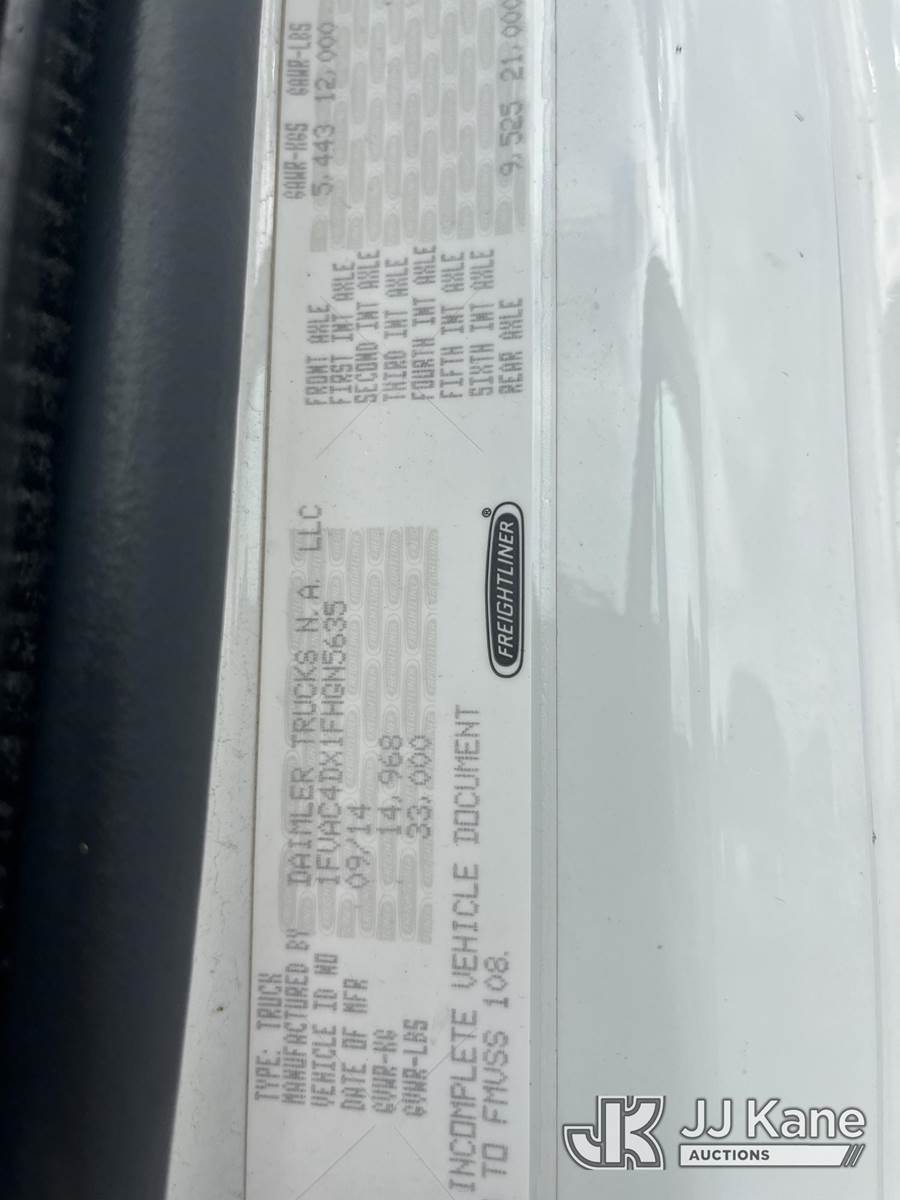 TYPE: TRUCK
MANUFACTURED BY DAIMLER TRUCKS N.A. LLC
VEHICLE ID NO 1FVAC4DX1FHGN5635
DATE OF MFR 09/14
GVWR-KG 14,968
GVWR-LBS 33,000
INCOMPLETE VEHICLE DOCUMENT
TO FMVSS 108.
FREIGHTLINER ®
GAWR-KGS GAWR-LBS
FRONT AXLE 5,443 12,000
FIRST INT AXLE
SECOND INT AXLE
THIRD INT AXLE
FOURTH INT AXLE
FIFTH INT AXLE
SIXTH INT AXLE
REAR AXLE 9,525 21,000
JK JJ Kane
AUCTIONS